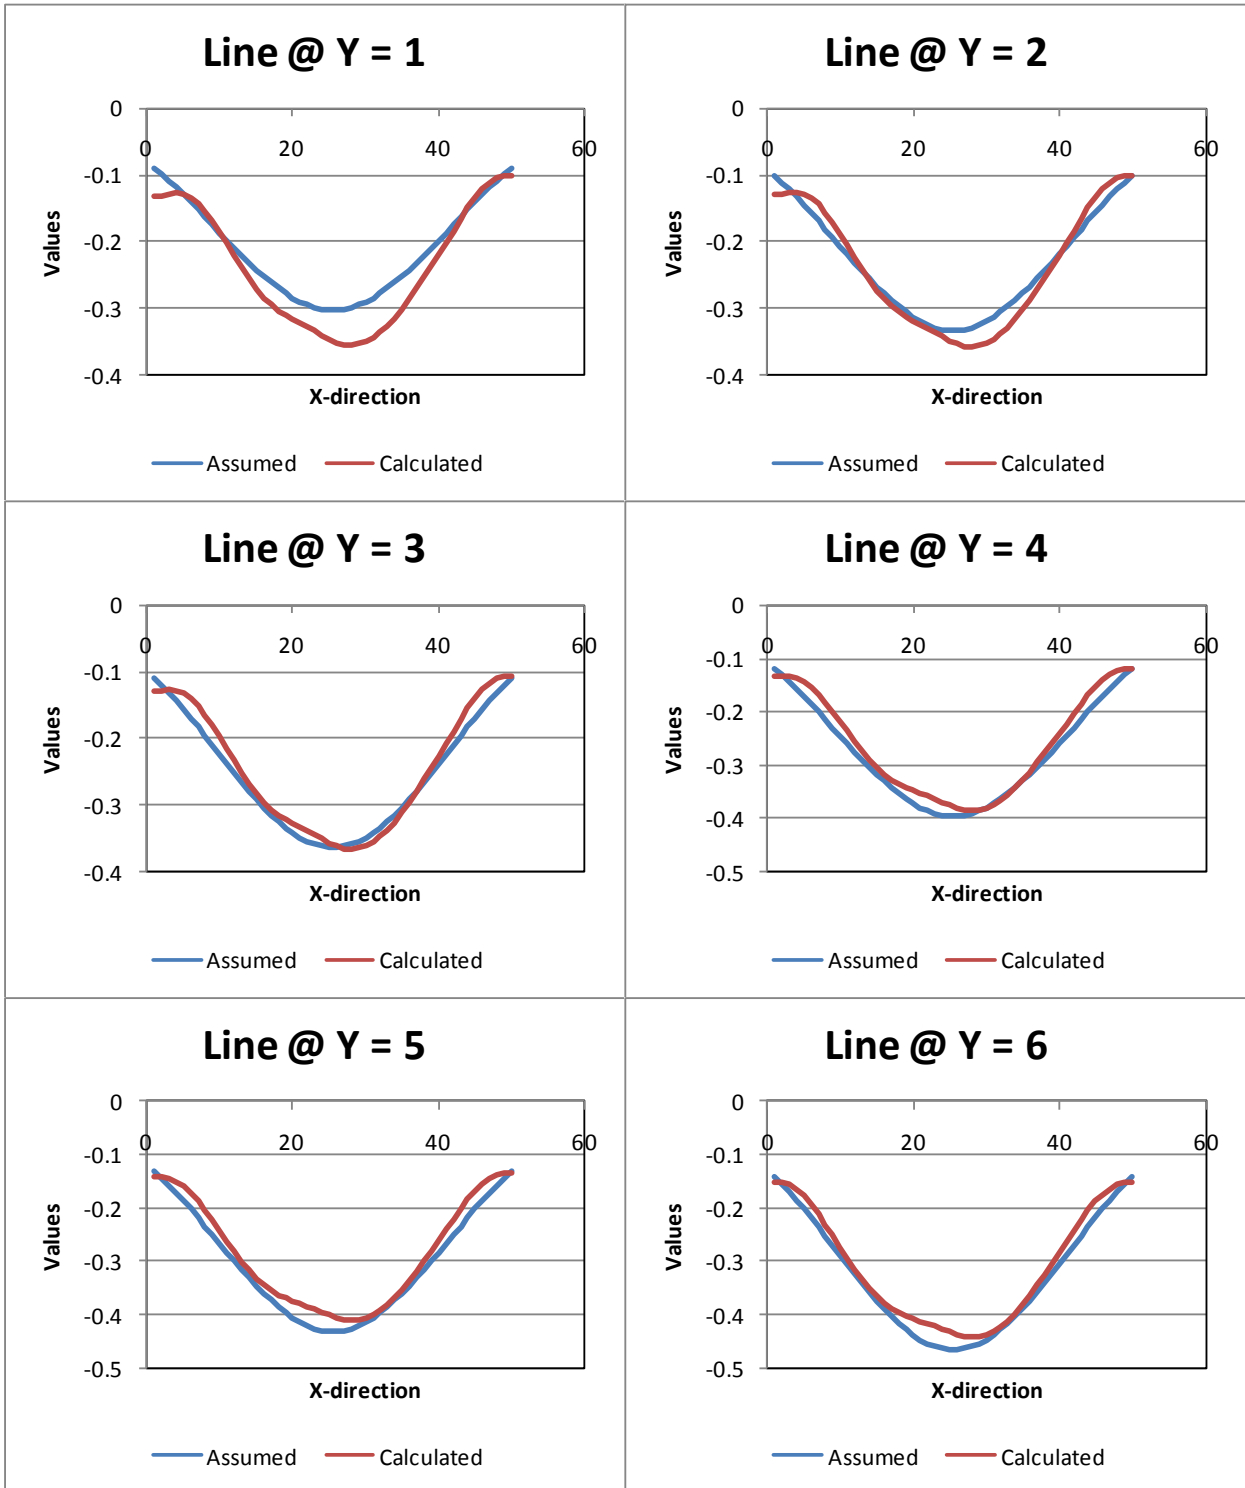 Line @ Y = 1
0
0 20 40 60
-0.1
-0.2
-0.3
-0.4
Values
X-direction
Assumed Calculated
Line @ Y = 2
0
0 20 40 60
-0.1
-0.2
-0.3
-0.4
Values
X-direction
Assumed Calculated
Line @ Y = 3
0
0 20 40 60
-0.1
-0.2
-0.3
-0.4
Values
X-direction
Assumed Calculated
Line @ Y = 4
0
0 20 40 60
-0.1
-0.2
-0.3
-0.4
-0.5
Values
X-direction
Assumed Calculated
Line @ Y = 5
0
0 20 40 60
-0.1
-0.2
-0.3
-0.4
-0.5
Values
X-direction
Assumed Calculated
Line @ Y = 6
0
0 20 40 60
-0.1
-0.2
-0.3
-0.4
-0.5
Values
X-direction
Assumed Calculated